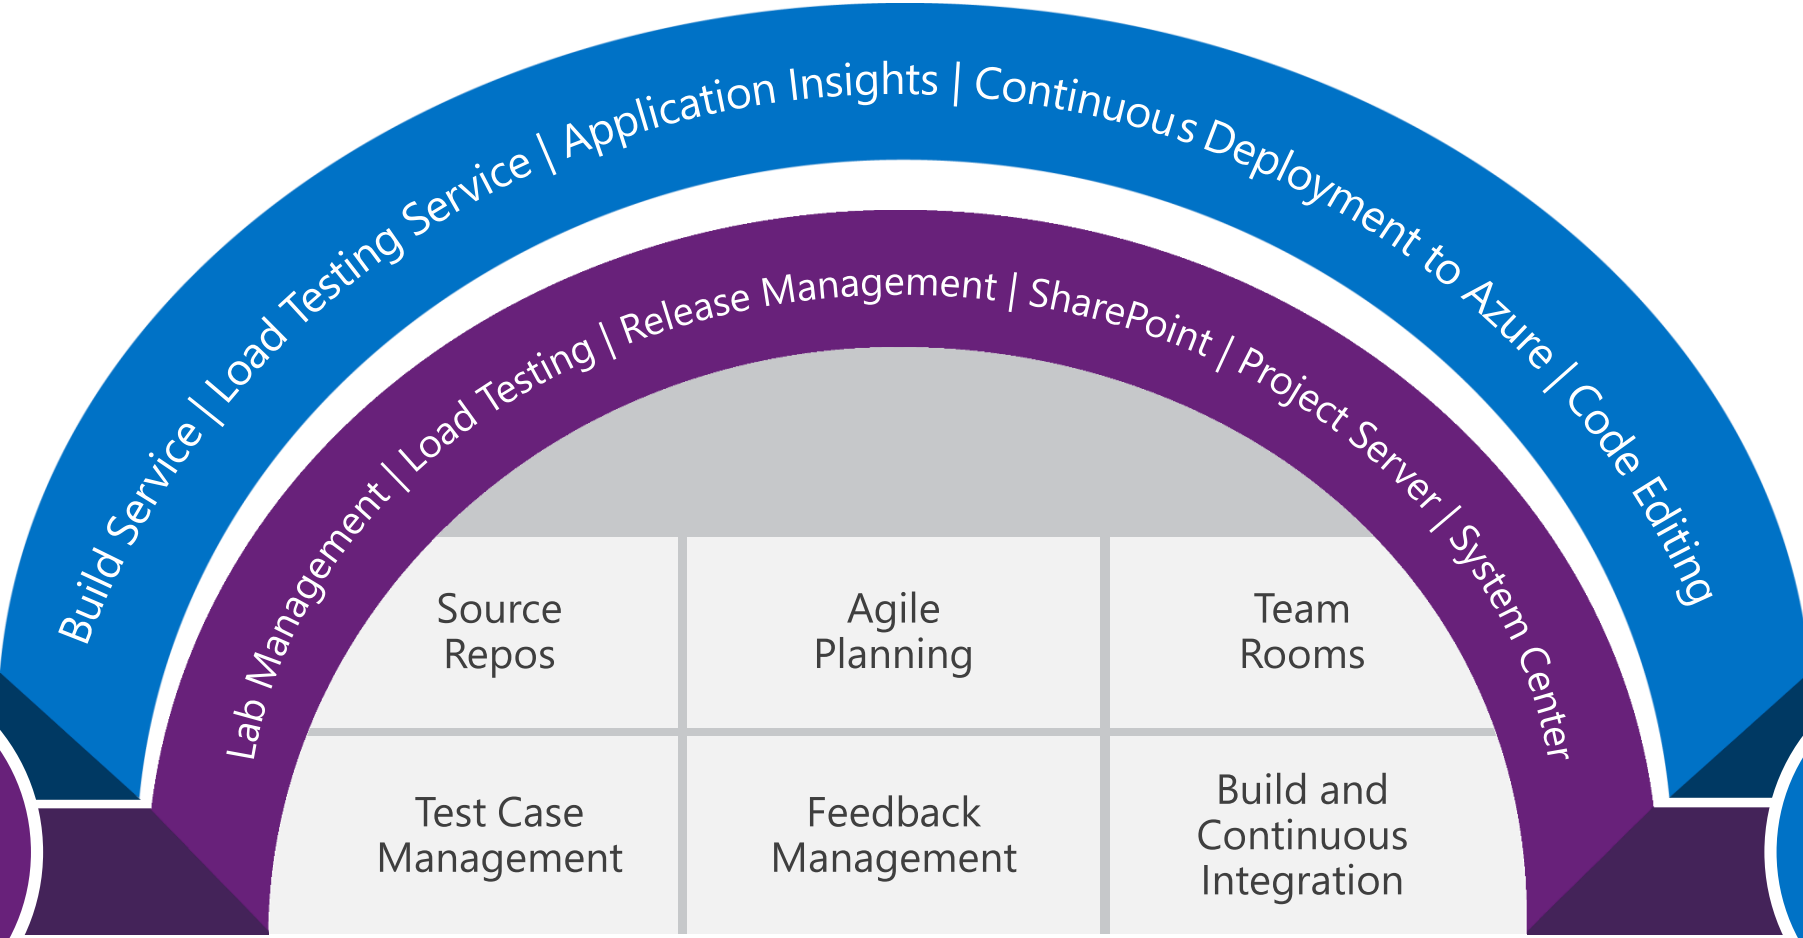 Build Service | Load Testing Service | Application Insights | Continuous Deployment to Azure | Code Editing
Lab Management | Load Testing | Release Management | SharePoint | Project Server | System Center
Source
Repos
Agile
Planning
Team
Rooms
Test Case
Management
Feedback
Management
Build and
Continuous
Integration